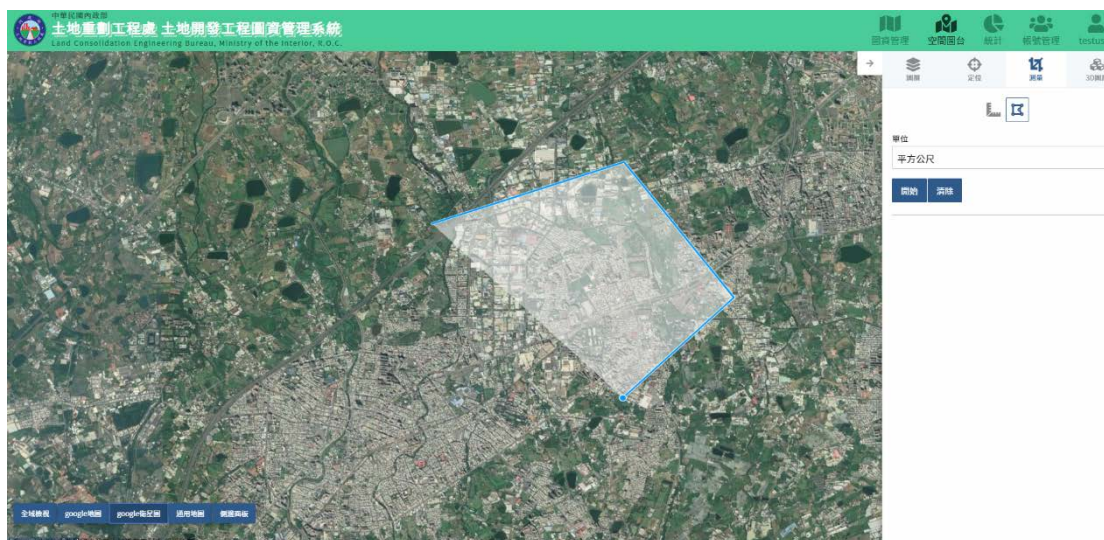 中華民國內政部
土地重劃工程處 土地開發工程圖資管理系統
Land Consolidation Engineering Bureau, Ministry of the Interior, R.O.C.
圖資管理 空間圖台 統計 帳號管理 testus
圖層 定位 測量
單位
平方公尺
開始 清除
全域檢視 google地圖 google衛星圖 通用地圖